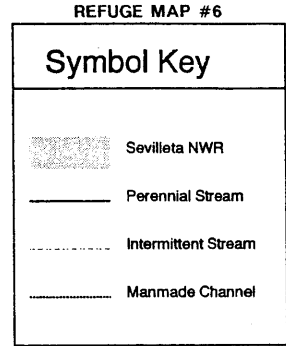 REFUGE MAP #6
Symbol Key
Sevilleta NWR
Perennial Stream
Intermittent Stream
Manmade Channel